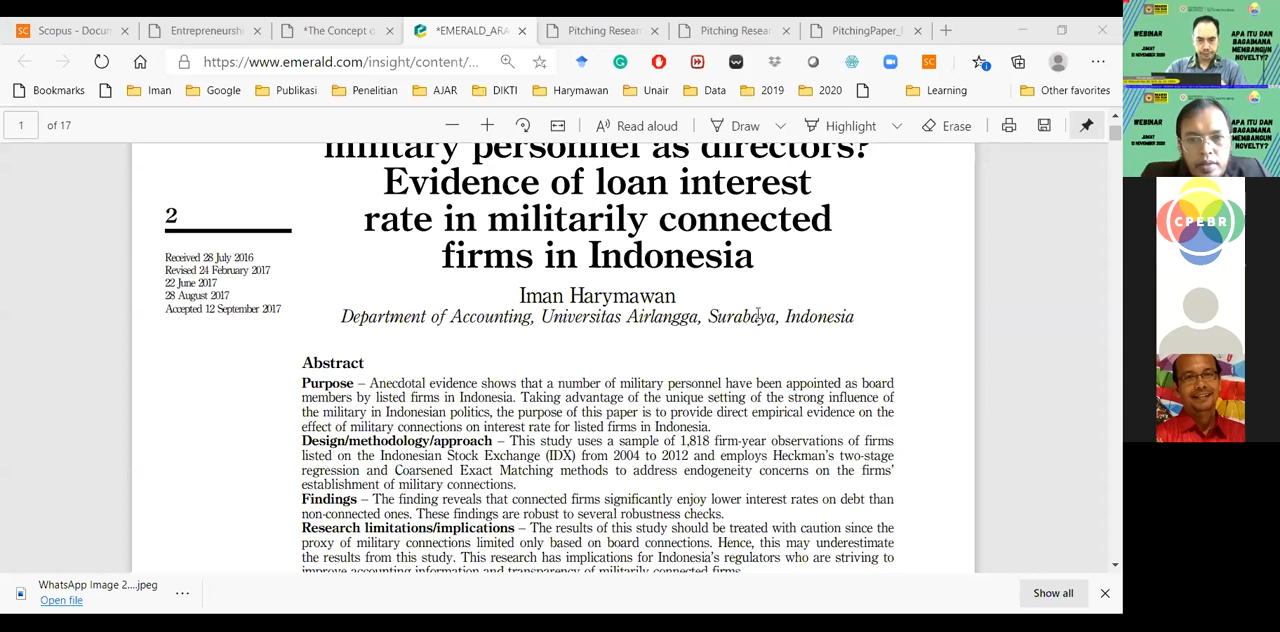 Scopus - Docum
Entrepreneursh
*The Concept o
*EMERALD_ARA
Pitching Resear
Pitching Resear
PitchingPaper_
https://www.emerald.com/insight/content/...
Bookmarks
Iman
Google
Publikasi
Penelitian
AJAR
DIKTI
Harymawan
Unair
Data
2019
2020
Learning
Other favorites
1 of 17
Read aloud
Draw
Highlight
Erase
military personnel as directors?
Evidence of loan interest
rate in militarily connected
firms in Indonesia
2
Received 28 July 2016
Revised 24 February 2017
22 June 2017
28 August 2017
Accepted 12 September 2017
Iman Harymawan
Department of Accounting, Universitas Airlangga, Surabaya, Indonesia
Abstract
Purpose – Anecdotal evidence shows that a number of military personnel have been appointed as board
members by listed firms in Indonesia. Taking advantage of the unique setting of the strong influence of
the military in Indonesian politics, the purpose of this paper is to provide direct empirical evidence on the
effect of military connections on interest rate for listed firms in Indonesia.
Design/methodology/approach – This study uses a sample of 1,818 firm-year observations of firms
listed on the Indonesian Stock Exchange (IDX) from 2004 to 2012 and employs Heckman's two-stage
regression and Coarsened Exact Matching methods to address endogeneity concerns on the firms'
establishment of military connections.
Findings – The finding reveals that connected firms significantly enjoy lower interest rates on debt than
non-connected ones. These findings are robust to several robustness checks.
Research limitations/implications – The results of this study should be treated with caution since the
proxy of military connections limited only based on board connections. Hence, this may underestimate
the results from this study. This research has implications for Indonesia's regulators who are striving to
improve accounting information and transparency of militarily connected firms.
WhatsApp Image 2....jpeg
Open file
Show all
WEBINAR
JUMAT
APA ITU DAN
BAGAIMANA
MEMBANGUN
NOVELTY?
WEBINAR
JUMAT
APA ITU DAN
BAGAIMANA
MEMBANGUN
NOVELTY?
CPEBR